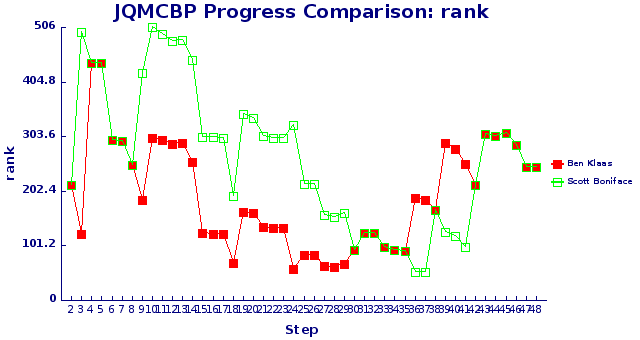 JQMCBP Progress Comparison: rank
506
404.8
303.6
202.4
101.2
0
rank
2 3 4 5 6 7 8 9 10 11 12 13 14 15 16 17 18 19 20 21 22 23 24 25 26 27 28 29 30 31 32 33 34 35 36 37 38 39 40 41 42 43 44 45 46 47 48
Step
Ben Klaas
Scott Boniface